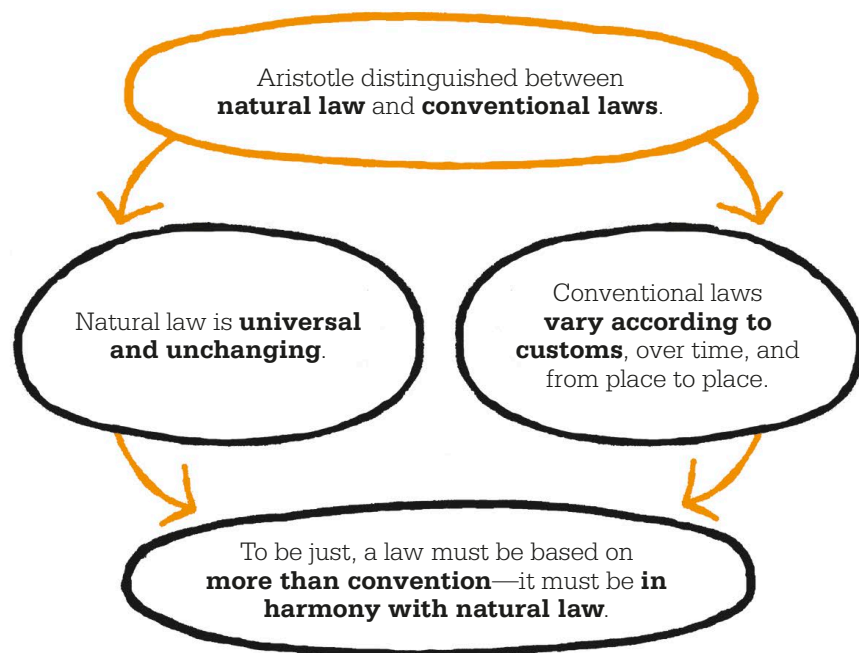 Aristotle distinguished between
natural law and conventional laws.
Natural law is universal
and unchanging.
Conventional laws
vary according to
customs, over time, and
from place to place.
To be just, a law must be based on
more than convention—it must be in
harmony with natural law.